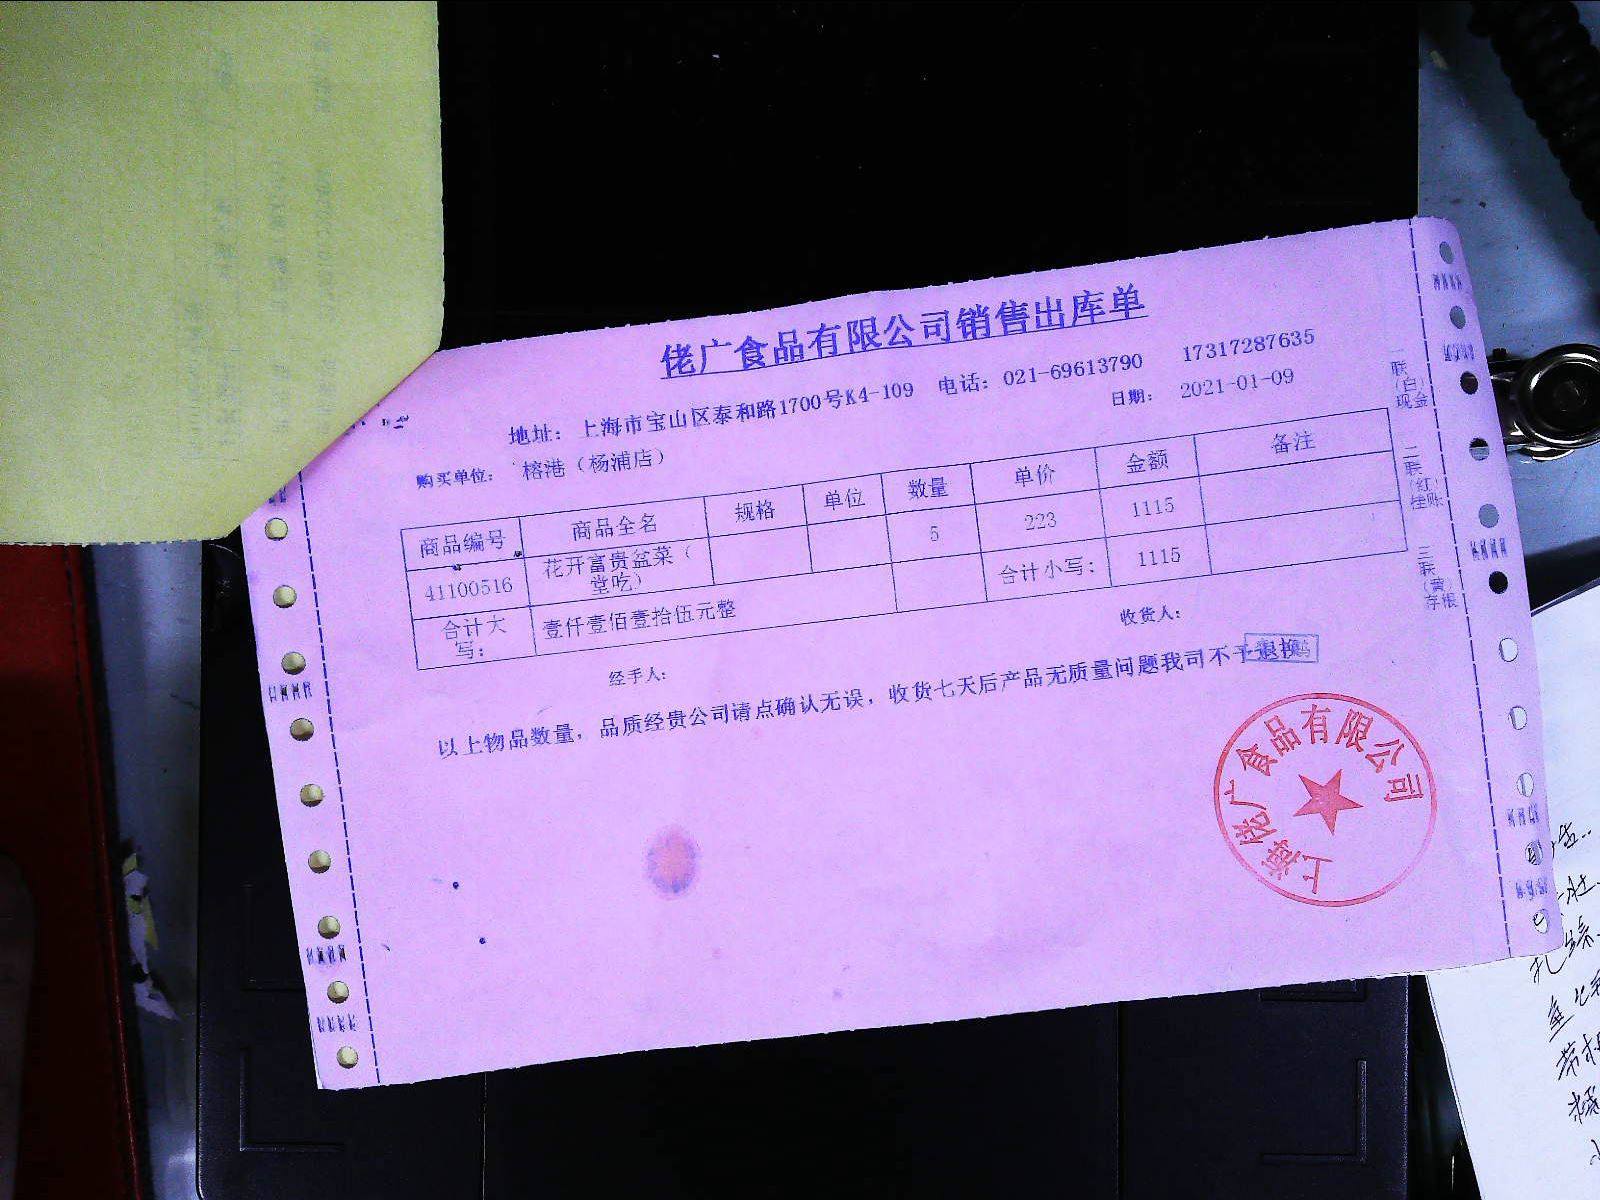 佬广食品有限公司销售出库单
地址：上海市宝山区泰和路1700号K4-109 电话：021-69613790 17317287635
购买单位：榕港（杨浦店） 日期：2021-01-09
商品编号 商品全名 规格 单位 数量 单价 金额 备注
41100516 花开富贵盆菜（堂吃） 5 223 1115
合计大写： 壹仟壹佰壹拾伍元整 合计小写： 1115
经手人： 收货人：
以上物品数量，品质经贵公司请点确认无误，收货七天后产品无质量问题我司不予退换
一联（白）现金
二联（红）挂账
三联（黄）存根
上海佬广食品有限公司